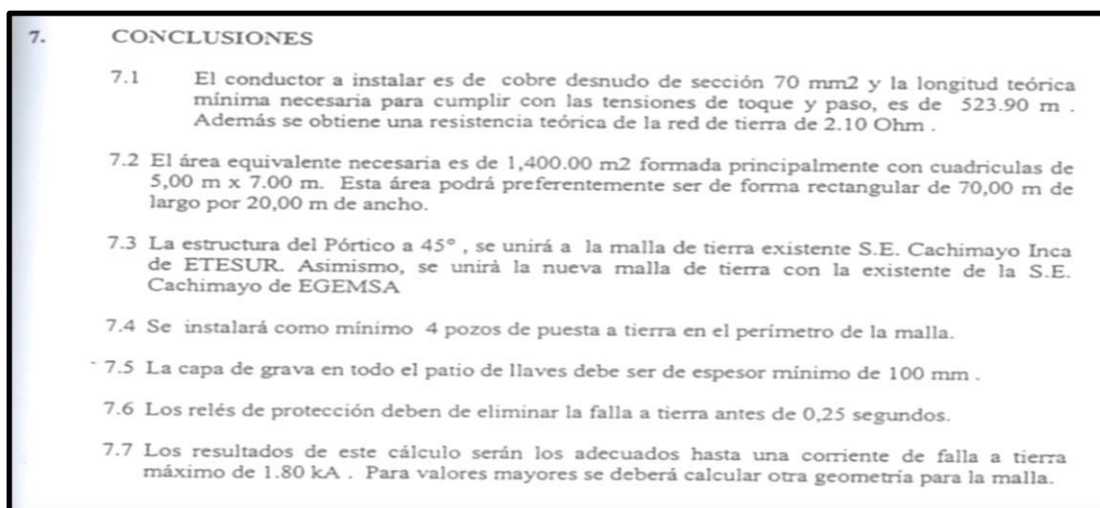 7. CONCLUSIONES
7.1 El conductor a instalar es de cobre desnudo de sección 70 mm2 y la longitud teórica
mínima necesaria para cumplir con las tensiones de toque y paso, es de 523.90 m .
Además se obtiene una resistencia teórica de la red de tierra de 2.10 Ohm .
7.2 El área equivalente necesaria es de 1,400.00 m2 formada principalmente con cuadriculas de
5,00 m x 7.00 m. Esta área podrá preferentemente ser de forma rectangular de 70,00 m de
largo por 20,00 m de ancho.
7.3 La estructura del Pórtico a 45° , se unirá a la malla de tierra existente S.E. Cachimayo Inca
de ETESUR. Asimismo, se unirà la nueva malla de tierra con la existente de la S.E.
Cachimayo de EGEMSA
7.4 Se instalará como mínimo 4 pozos de puesta a tierra en el perímetro de la malla.
7.5 La capa de grava en todo el patio de llaves debe ser de espesor mínimo de 100 mm .
7.6 Los relés de protección deben de eliminar la falla a tierra antes de 0,25 segundos.
7.7 Los resultados de este cálculo serán los adecuados hasta una corriente de falla a tierra
máximo de 1.80 kA . Para valores mayores se deberá calcular otra geometría para la malla.